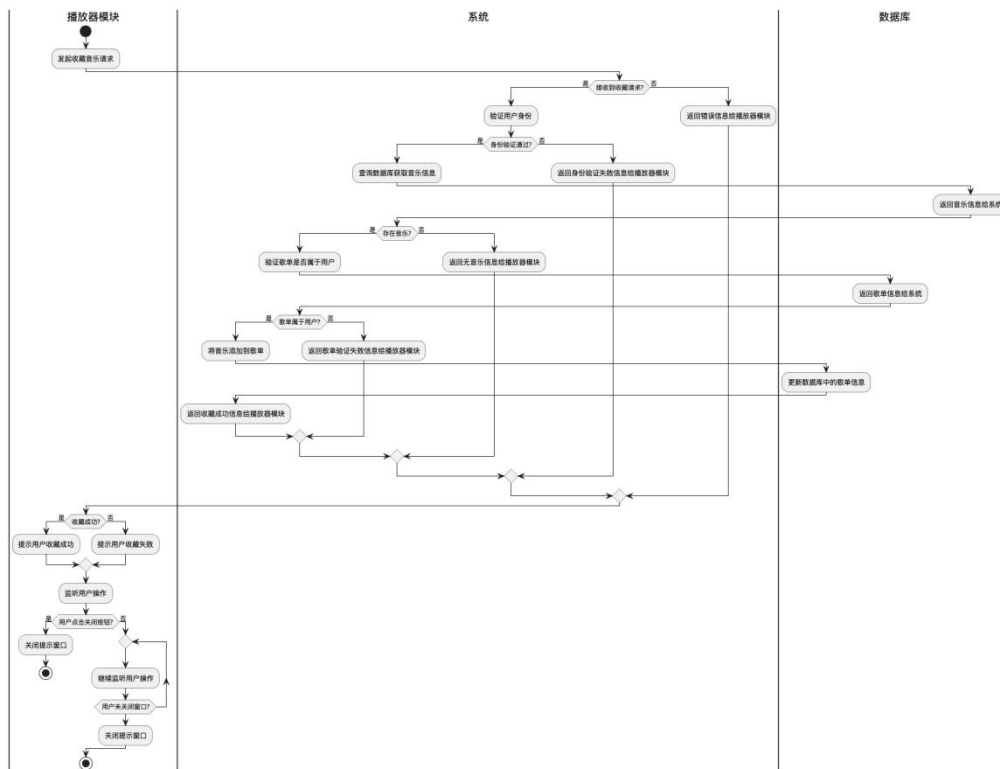 播放器模块
系统
数据库
发起收藏音乐请求
是
接收到收藏请求?
否
验证用户身份
返回错误信息给播放器模块
是
身份验证通过?
否
查询数据库获取音乐信息
返回身份验证失败信息给播放器模块
返回音乐信息给系统
是
存在音乐?
否
验证歌单是否属于用户
返回无音乐信息给播放器模块
返回歌单信息给系统
是
歌单属于用户?
否
将音乐添加到歌单
返回歌单验证失败信息给播放器模块
更新数据库中的歌单信息
返回收藏成功信息给播放器模块
是
收藏成功?
否
提示用户收藏成功
提示用户收藏失败
监听用户操作
是
用户点击关闭按钮?
否
关闭提示窗口
继续监听用户操作
用户未关闭窗口?
关闭提示窗口